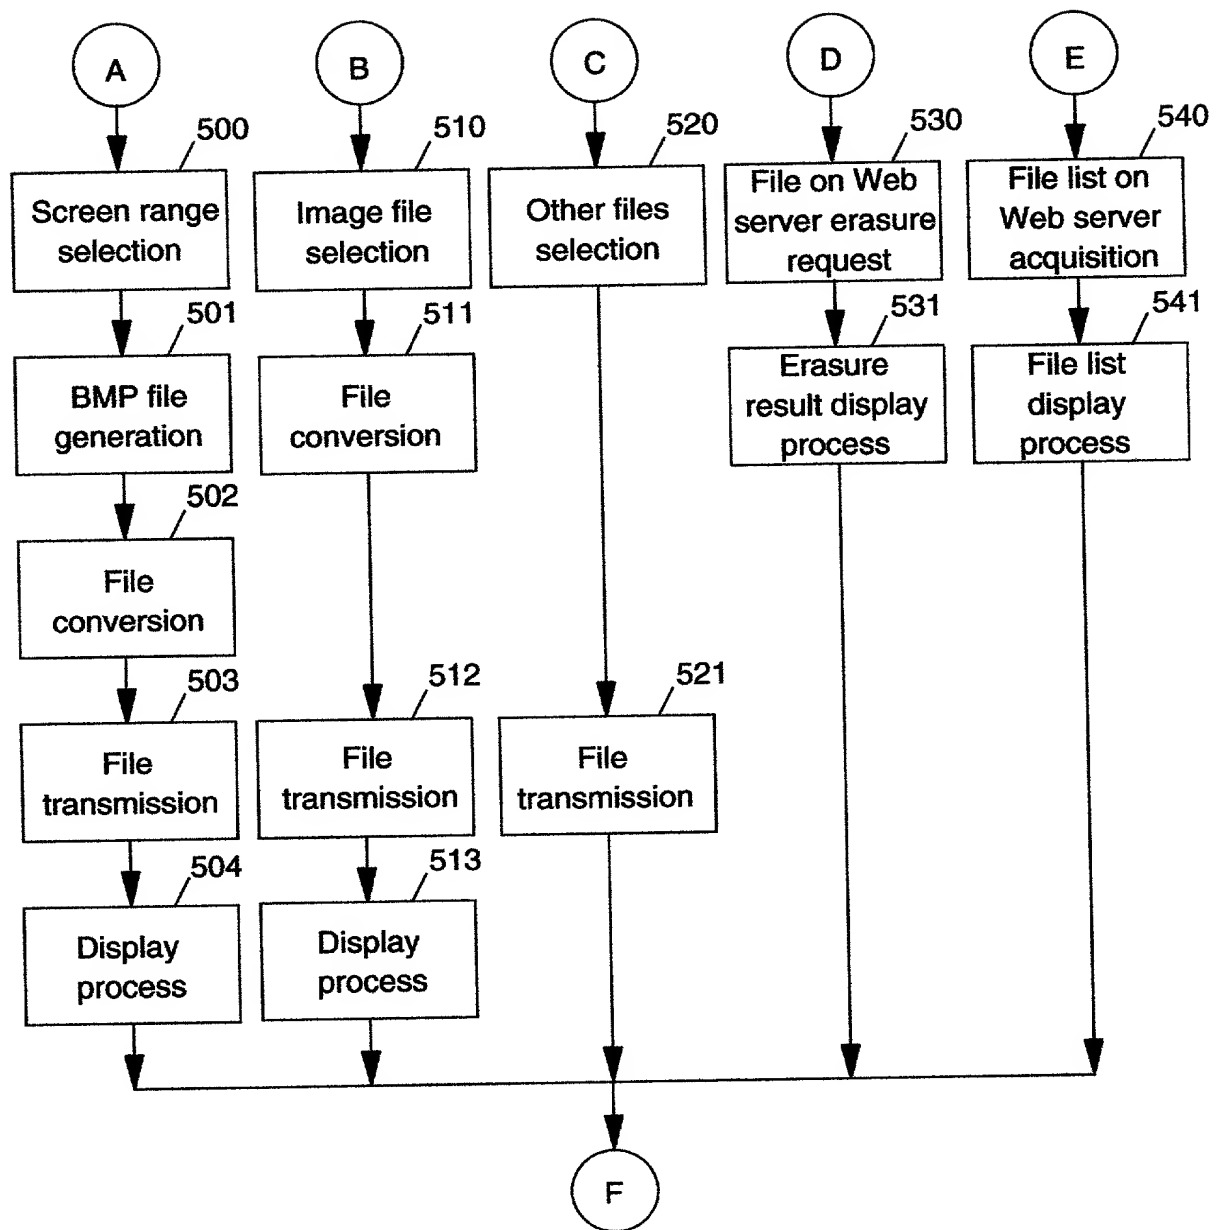 A
B
C
D
E
500
510
520
530
540
Screen range
selection
Image file
selection
Other files
selection
File on Web
server erasure
request
File list on
Web server
acquisition
501
511
531
541
BMP file
generation
File
conversion
Erasure
result display
process
File list
display
process
502
File
conversion
503
512
521
File
transmission
File
transmission
File
transmission
504
513
Display
process
Display
process
F